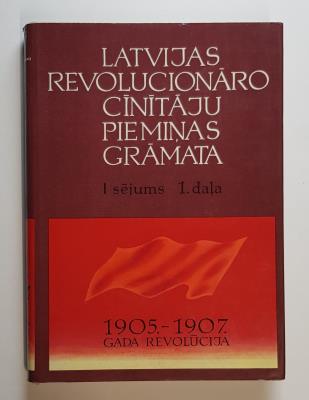 LATVIJAS
REVOLUCIONĀRO
CĪNĪTĀJU
PIEMIŅAS
GRĀMATA
I sējums 1. daļa
1905.-1907.
GADA REVOLŪCIJA